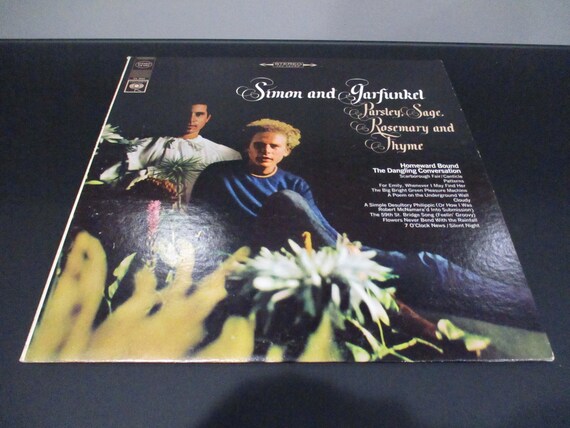 Simon and Garfunkel
Parsley, Sage,
Rosemary and
Thyme
Homeward Bound
The Dangling Conversation
Scarborough Fair/Canticle
Patterns
For Emily, Whenever I May Find Her
The Big Bright Green Pleasure Machine
A Poem on the Underground Wall
Cloudy
A Simple Desultory Philippic (Or How I Was
Robert McNamara'd Into Submission)
The 59th St. Bridge Song (Feelin' Groovy)
Flowers Never Bend With the Rainfall
7 O'Clock News / Silent Night